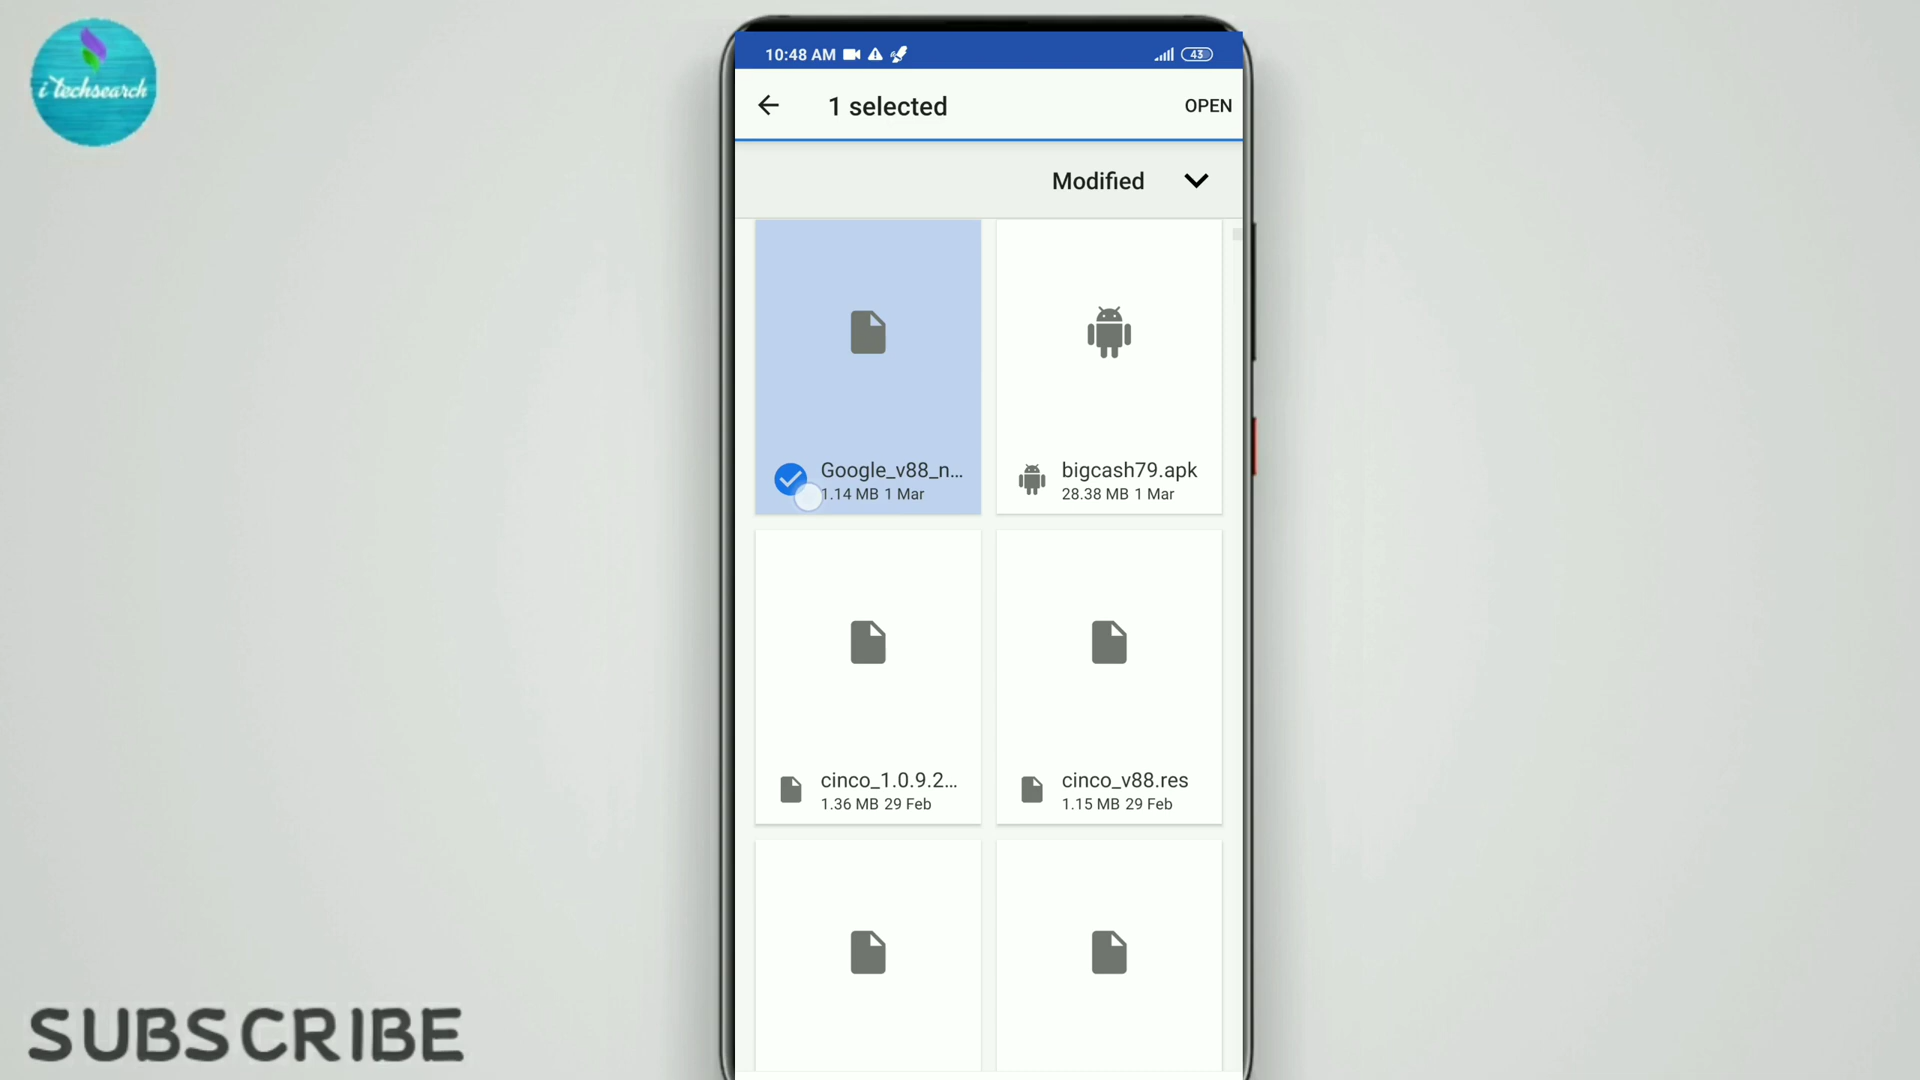 i Techsearch
10:48 AM
43
1 selected
OPEN
Modified
Google_v88_n...
1.14 MB 1 Mar
bigcash79.apk
28.38 MB 1 Mar
cinco_1.0.9.2...
1.36 MB 29 Feb
cinco_v88.res
1.15 MB 29 Feb
SUBSCRIBE